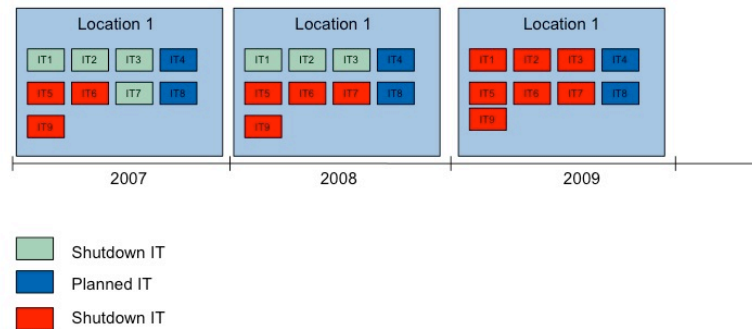 Location 1 Location 1 Location 1
IT1 IT2 IT3 IT4 IT1 IT2 IT3 IT4 IT1 IT2 IT3 IT4
IT5 IT6 IT7 IT8 IT5 IT6 IT7 IT8 IT5 IT6 IT7 IT8
IT9 IT9 IT9
2007 2008 2009
Shutdown IT
Planned IT
Shutdown IT